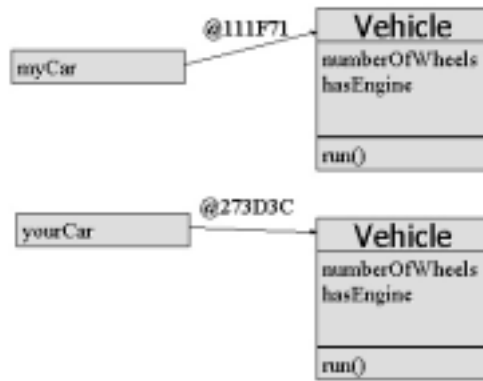 @111F71
Vehicle
myCar
numberOfWheels
hasEngine
run()
@273D3C
yourCar
Vehicle
numberOfWheels
hasEngine
run()